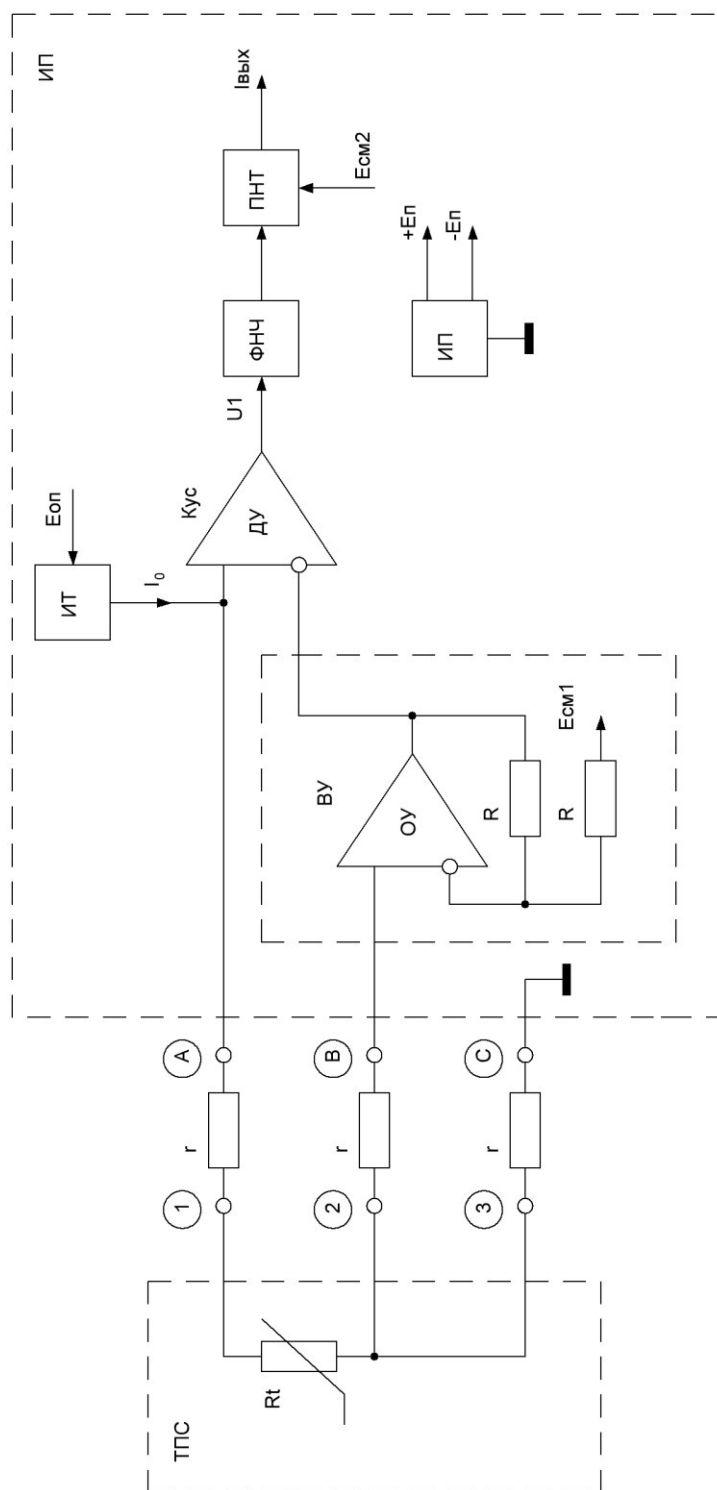 ИП
ИТ
Еоп
I₀
Кус
ДУ
U1
ФНЧ
ПНТ
Iвых
Есм2
ИП
+Еп
-Еп
ВУ
ОУ
R
R
Есм1
1
r
A
2
r
B
3
r
C
ТПС
Rt